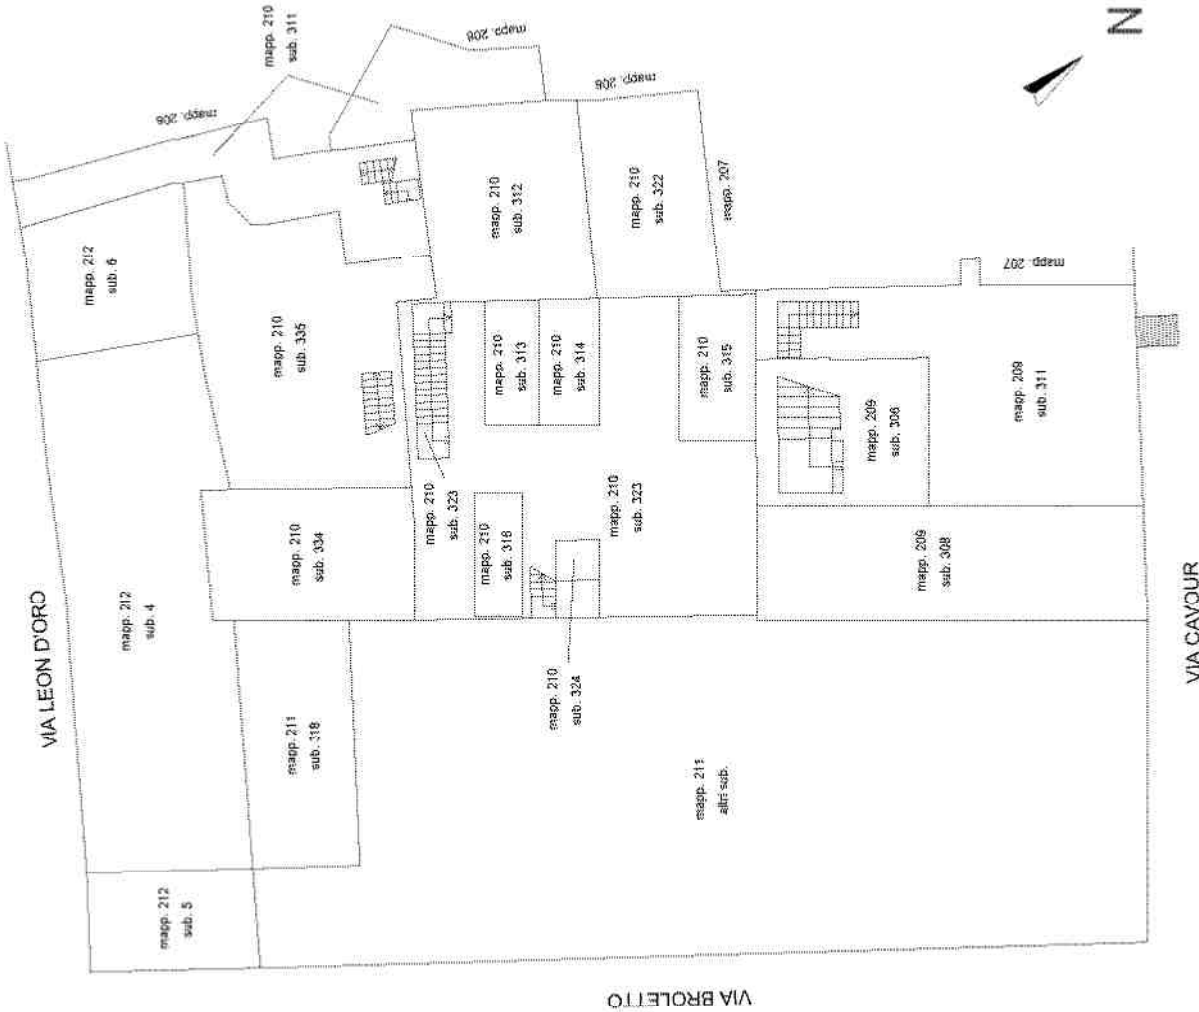 mapp. 210
sub. 311
mapp. 208
mapp. 206
mapp. 206
N
mapp. 210
sub. 312
mapp. 210
sub. 322
mapp. 207
mapp. 212
sub. 6
mapp. 210
sub. 335
mapp. 210
sub. 313
mapp. 210
sub. 314
mapp. 210
sub. 315
mapp. 207
mapp. 209
sub. 311
mapp. 209
sub. 306
mapp. 210
sub. 323
mapp. 210
sub. 323
mapp. 210
sub. 334
mapp. 210
sub. 316
mapp. 209
sub. 308
VIA LEON D'ORO
mapp. 212
sub. 4
mapp. 210
sub. 324
VIA CAVOUR
mapp. 211
sub. 318
mapp. 211
altri sub.
mapp. 212
sub. 5
VIA BROLETTO